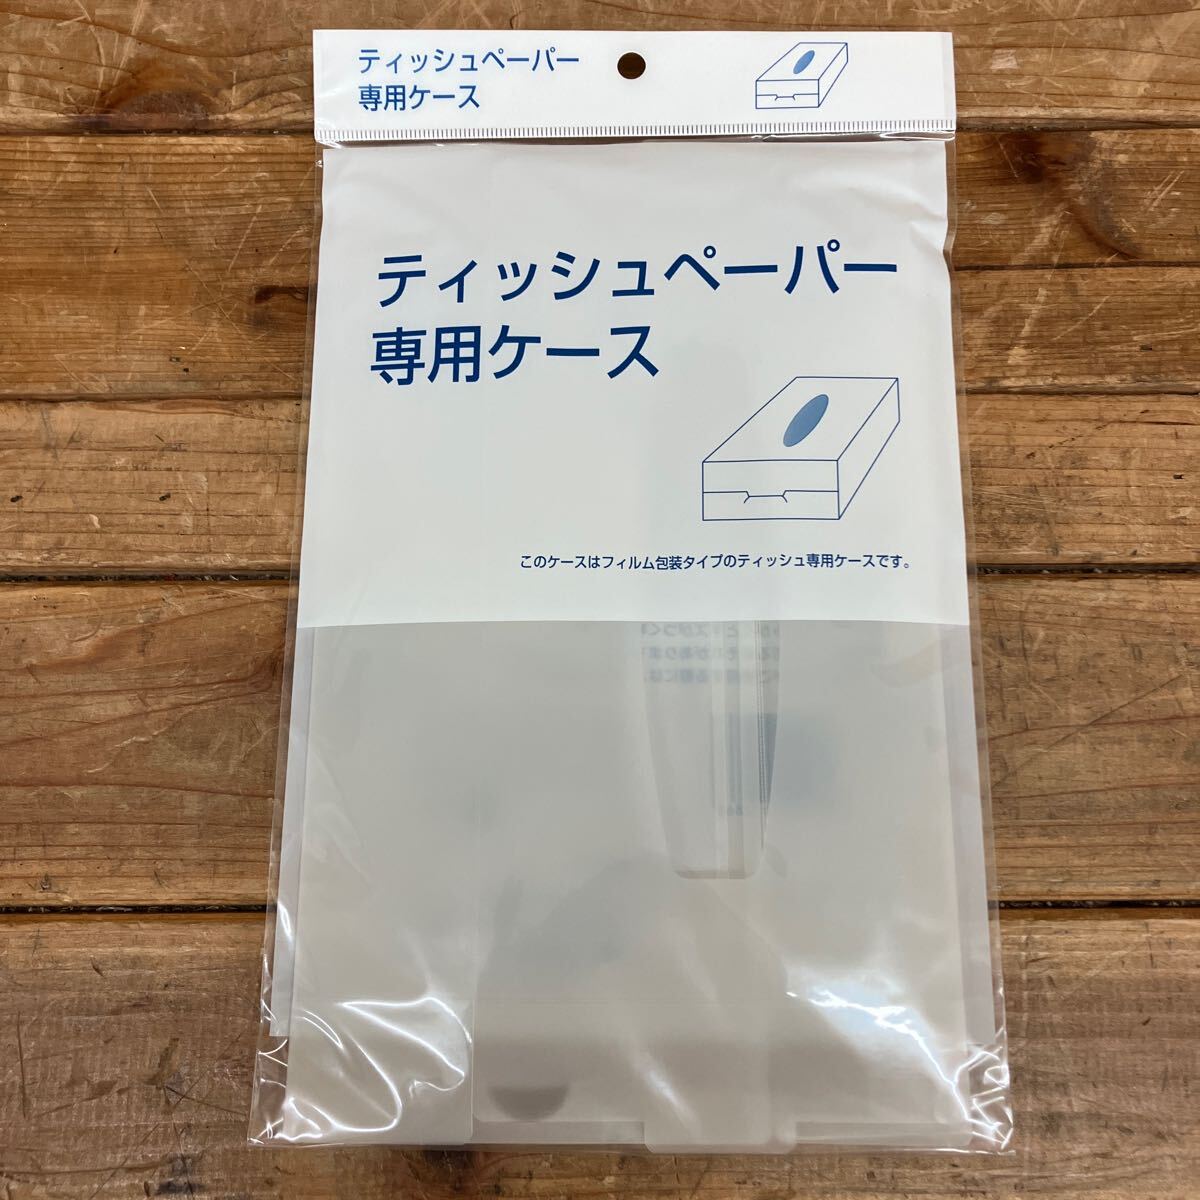 ティッシュペーパー
専用ケース
ティッシュペーパー
専用ケース
このケースはフィルム包装タイプのティッシュ専用ケースです。